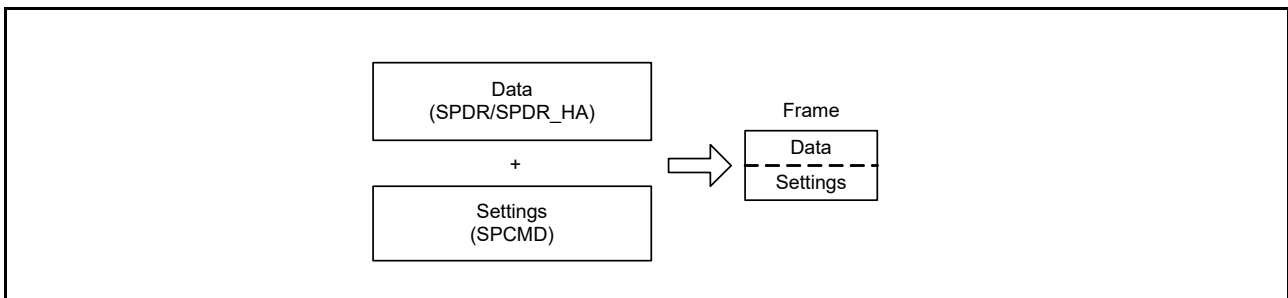 Data
(SPDR/SPDR_HA)
+
Settings
(SPCMD)
Frame
Data
Settings